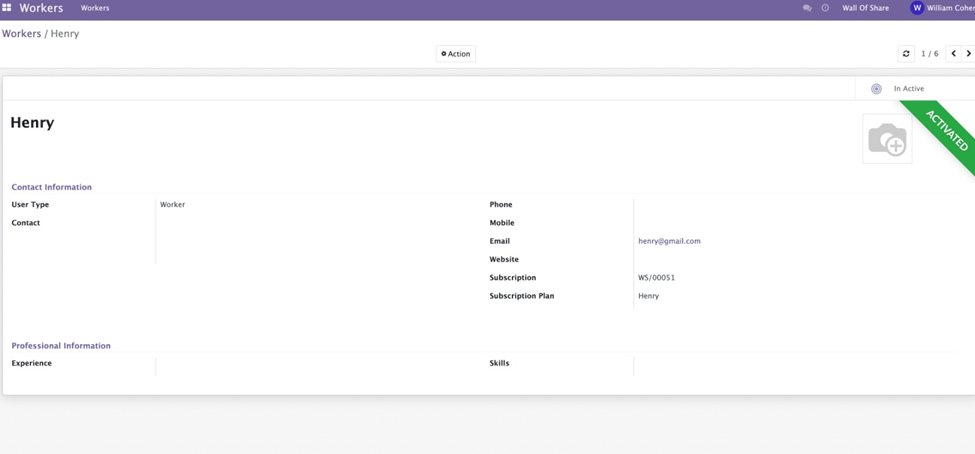 Workers Workers Wall Of Share W William Cohen
Workers / Henry
Action 1 / 6
In Active
ACTIVATED
Henry
Contact Information
User Type Worker Phone
Contact Mobile
Email henry@gmail.com
Website
Subscription WS/00051
Subscription Plan Henry
Professional Information
Experience Skills